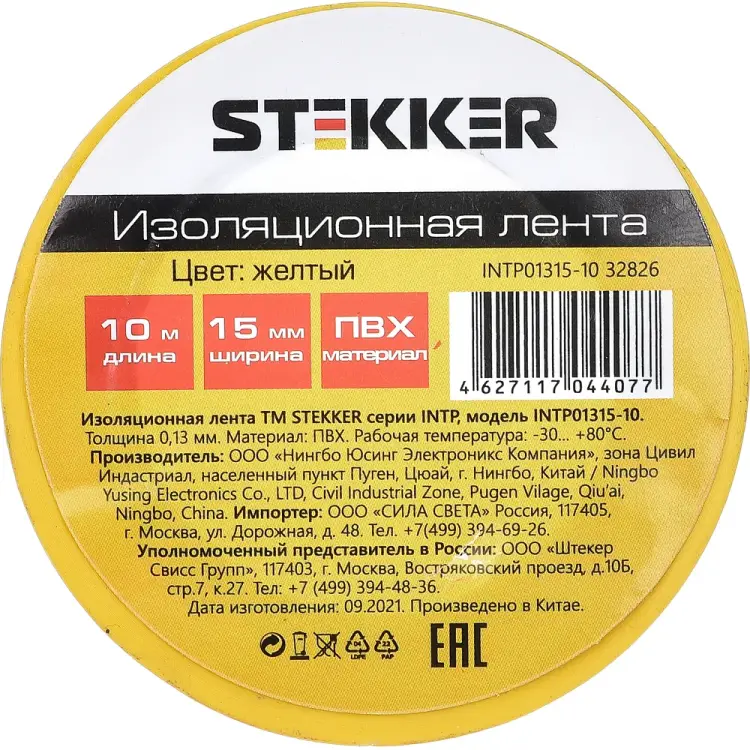 STEKKER
Изоляционная лента
Цвет: желтый
INTP01315-10 32826
10 м
длина
15 мм
ширина
ПВХ
материал
4 627117 044077
Изоляционная лента ТМ STEKKER серии INTP, модель INTP01315-10.
Толщина 0,13 мм. Материал: ПВХ. Рабочая температура: -30... +80°С.
Производитель: ООО «Нингбо Юсинг Электроникс Компания», зона Цивил
Индастриал, населенный пункт Пуген, Цюай, г. Нингбо, Китай / Ningbo
Yusing Electronics Co., LTD, Civil Industrial Zone, Pugen Vilage, Qiu'ai,
Ningbo, China. Импортер: ООО «СИЛА СВЕТА» Россия, 117405,
г. Москва, ул. Дорожная, д. 48. Тел. +7(499) 394-69-26.
Уполномоченный представитель в России: ООО «Штекер
Свисс Групп», 117403, г. Москва, Востряковский проезд, д.10Б,
стр.7, к.27. Тел: +7 (499) 394-48-36.
Дата изготовления: 09.2021. Произведено в Китае.
04
LDPE
22
PAP
EAC